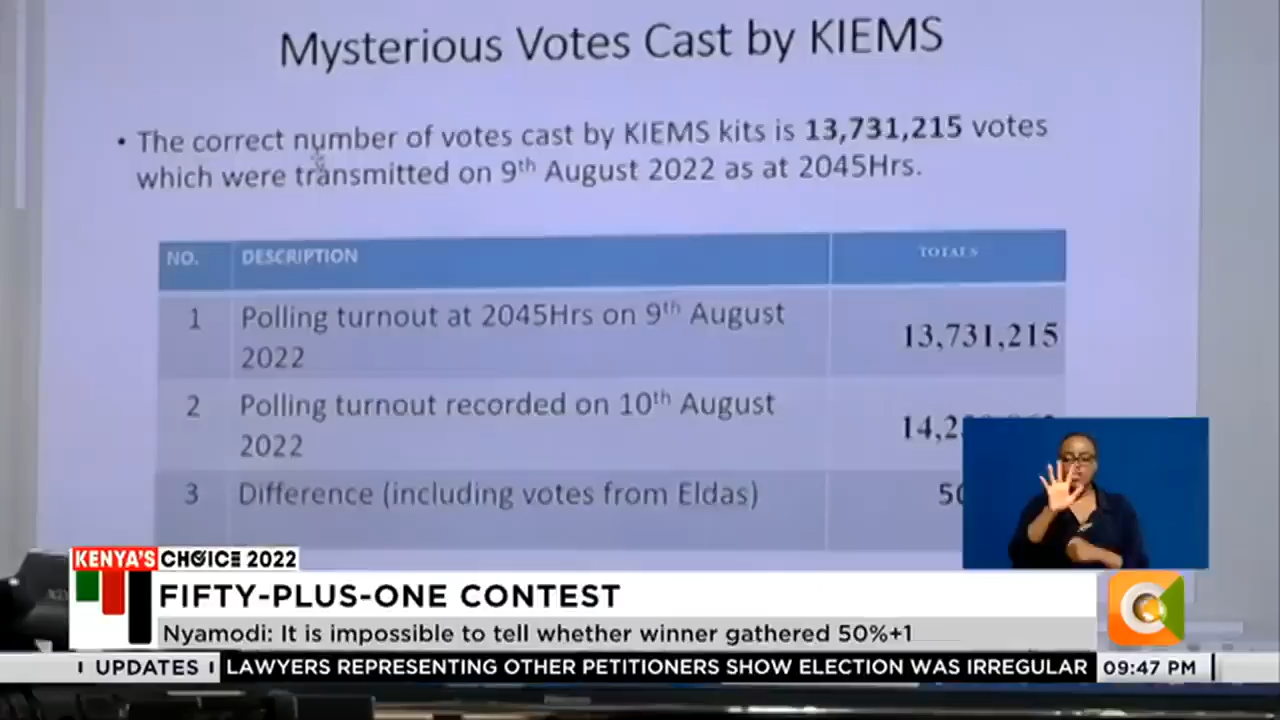 Mysterious Votes Cast by KIEMS
• The correct number of votes cast by KIEMS kits is 13,731,215 votes
which were transmitted on 9th August 2022 as at 2045Hrs.
NO. DESCRIPTION TOTALS
1 Polling turnout at 2045Hrs on 9th August
2022
13,731,215
2 Polling turnout recorded on 10th August
2022
3 Difference (including votes from Eldas)
KENYA'S CHOICE 2022
FIFTY-PLUS-ONE CONTEST
Nyamodi: It is impossible to tell whether winner gathered 50%+1
UPDATES
LAWYERS REPRESENTING OTHER PETITIONERS SHOW ELECTION WAS IRREGULAR
09:47 PM